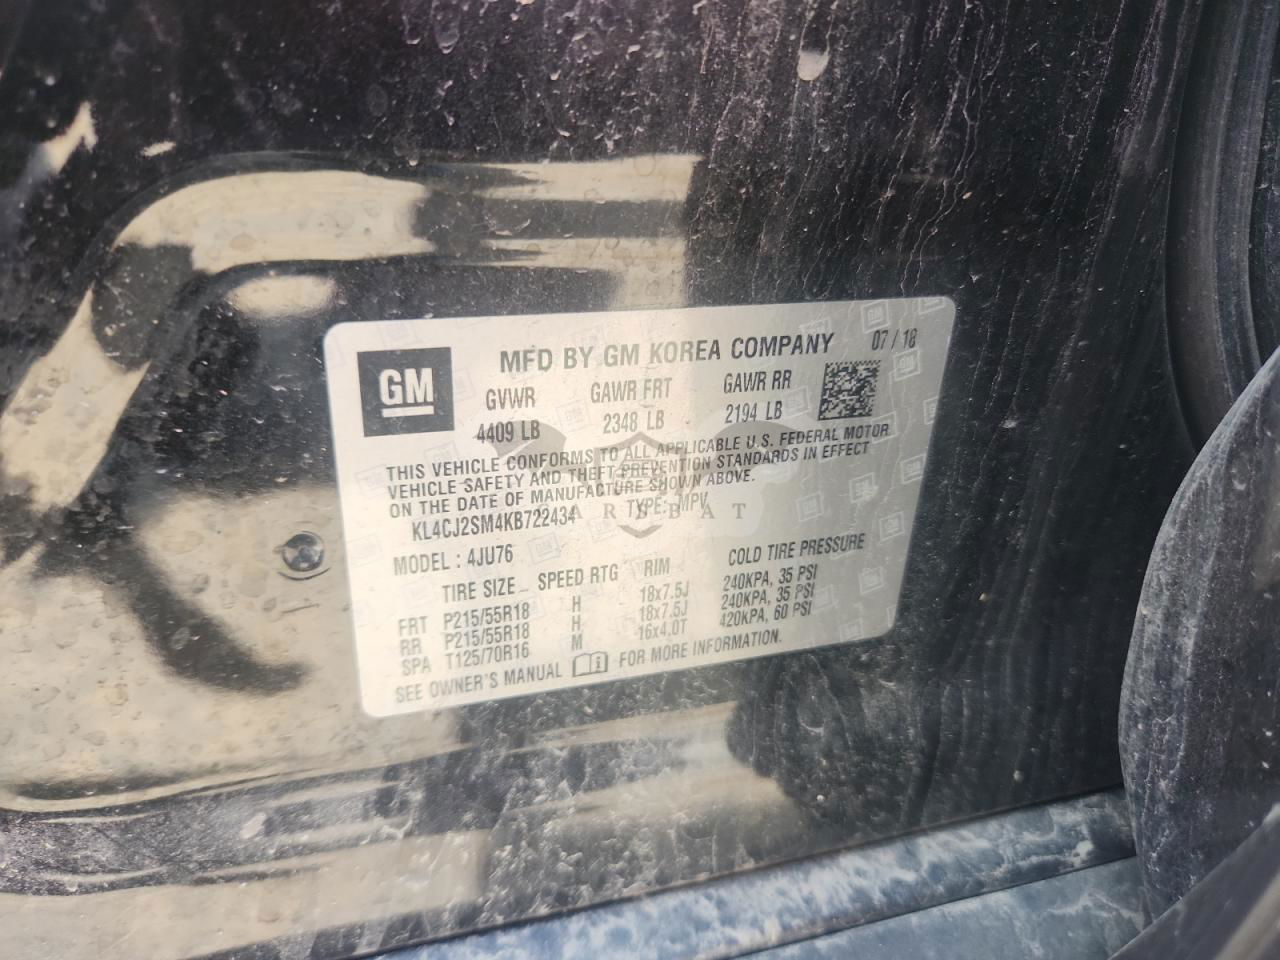 GM
MFD BY GM KOREA COMPANY 07 / 18
GVWR GAWR FRT GAWR RR
4409 LB 2348 LB 2194 LB
THIS VEHICLE CONFORMS TO ALL APPLICABLE U.S. FEDERAL MOTOR
VEHICLE SAFETY AND THEFT PREVENTION STANDARDS IN EFFECT
ON THE DATE OF MANUFACTURE SHOWN ABOVE.
KL4CJ2SM4KB722434 TYPE: MPV
ARSBAT
MODEL : 4JU76
TIRE SIZE SPEED RTG RIM COLD TIRE PRESSURE
FRT P215/55R18 H 18x7.5J 240KPA, 35 PSI
RR P215/55R18 H 18x7.5J 240KPA, 35 PSI
SPA T125/70R16 M 16x4.0T 420KPA, 60 PSI
SEE OWNER'S MANUAL FOR MORE INFORMATION.